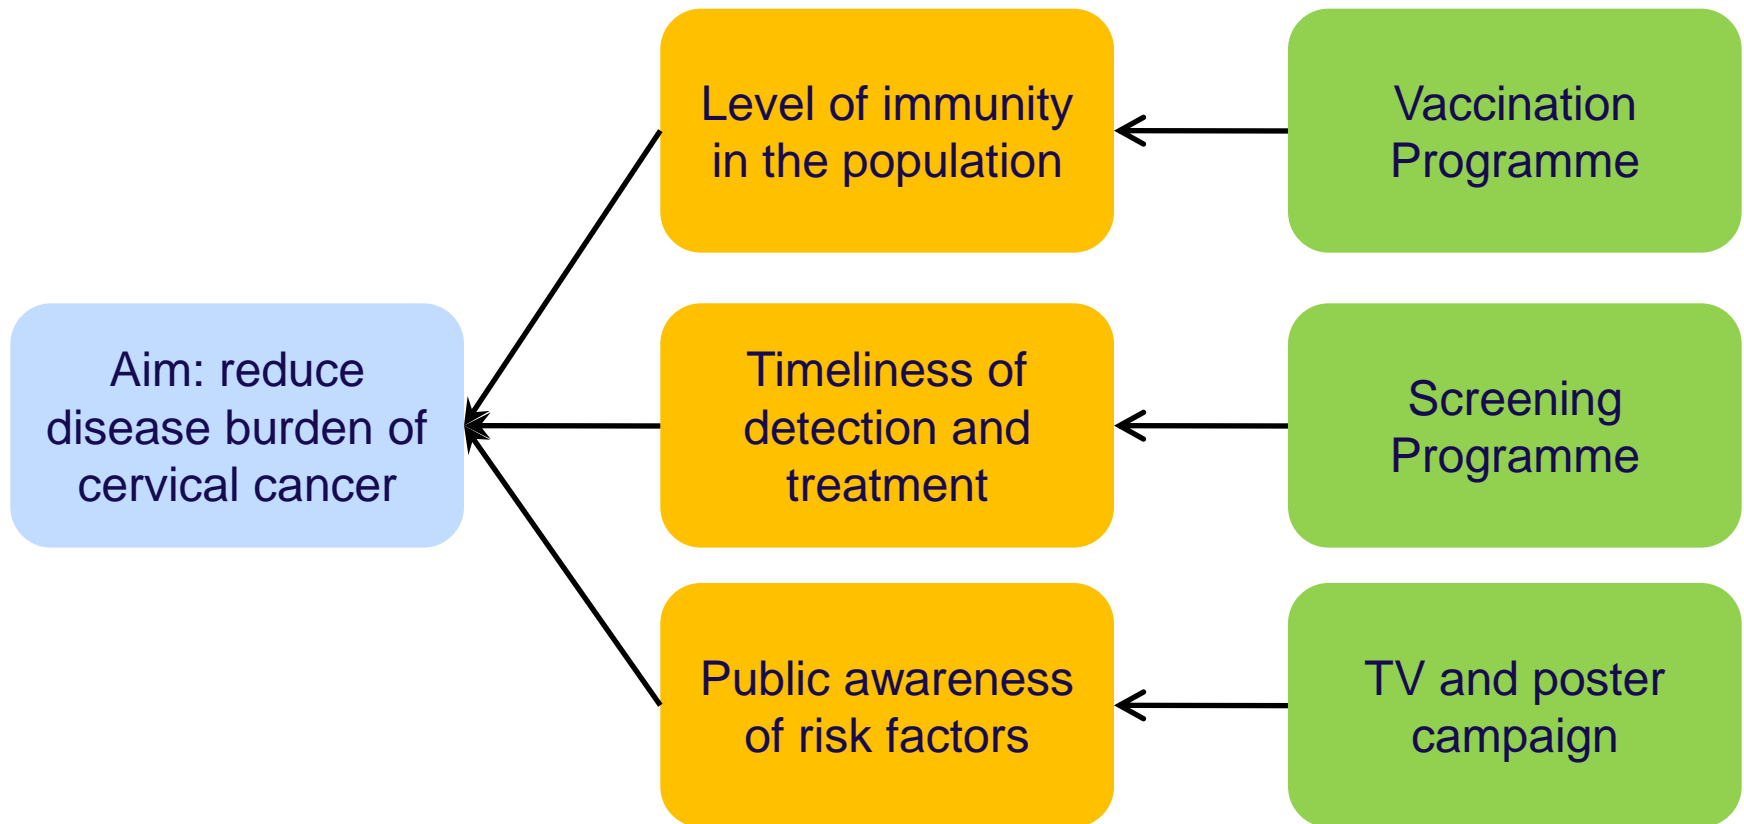 Aim: reduce
disease burden of
cervical cancer
Level of immunity
in the population
Vaccination
Programme
Timeliness of
detection and
treatment
Screening
Programme
Public awareness
of risk factors
TV and poster
campaign